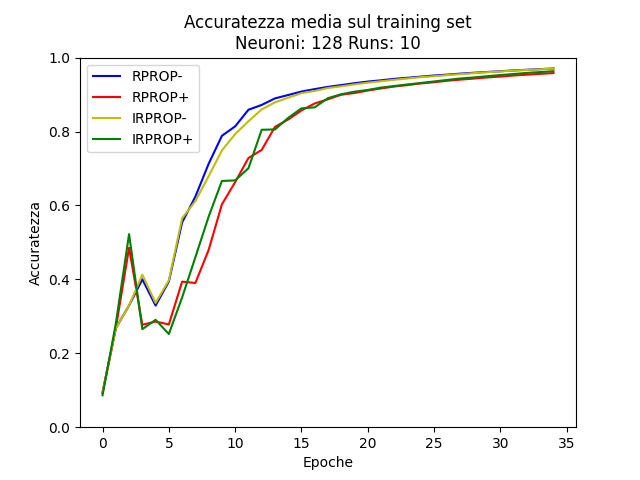 Accuratezza media sul training set
Neuroni: 128 Runs: 10
1.0
0.8
0.6
0.4
0.2
0.0
Accuratezza
RPROP-
RPROP+
IRPROP-
IRPROP+
0 5 10 15 20 25 30 35
Epoche